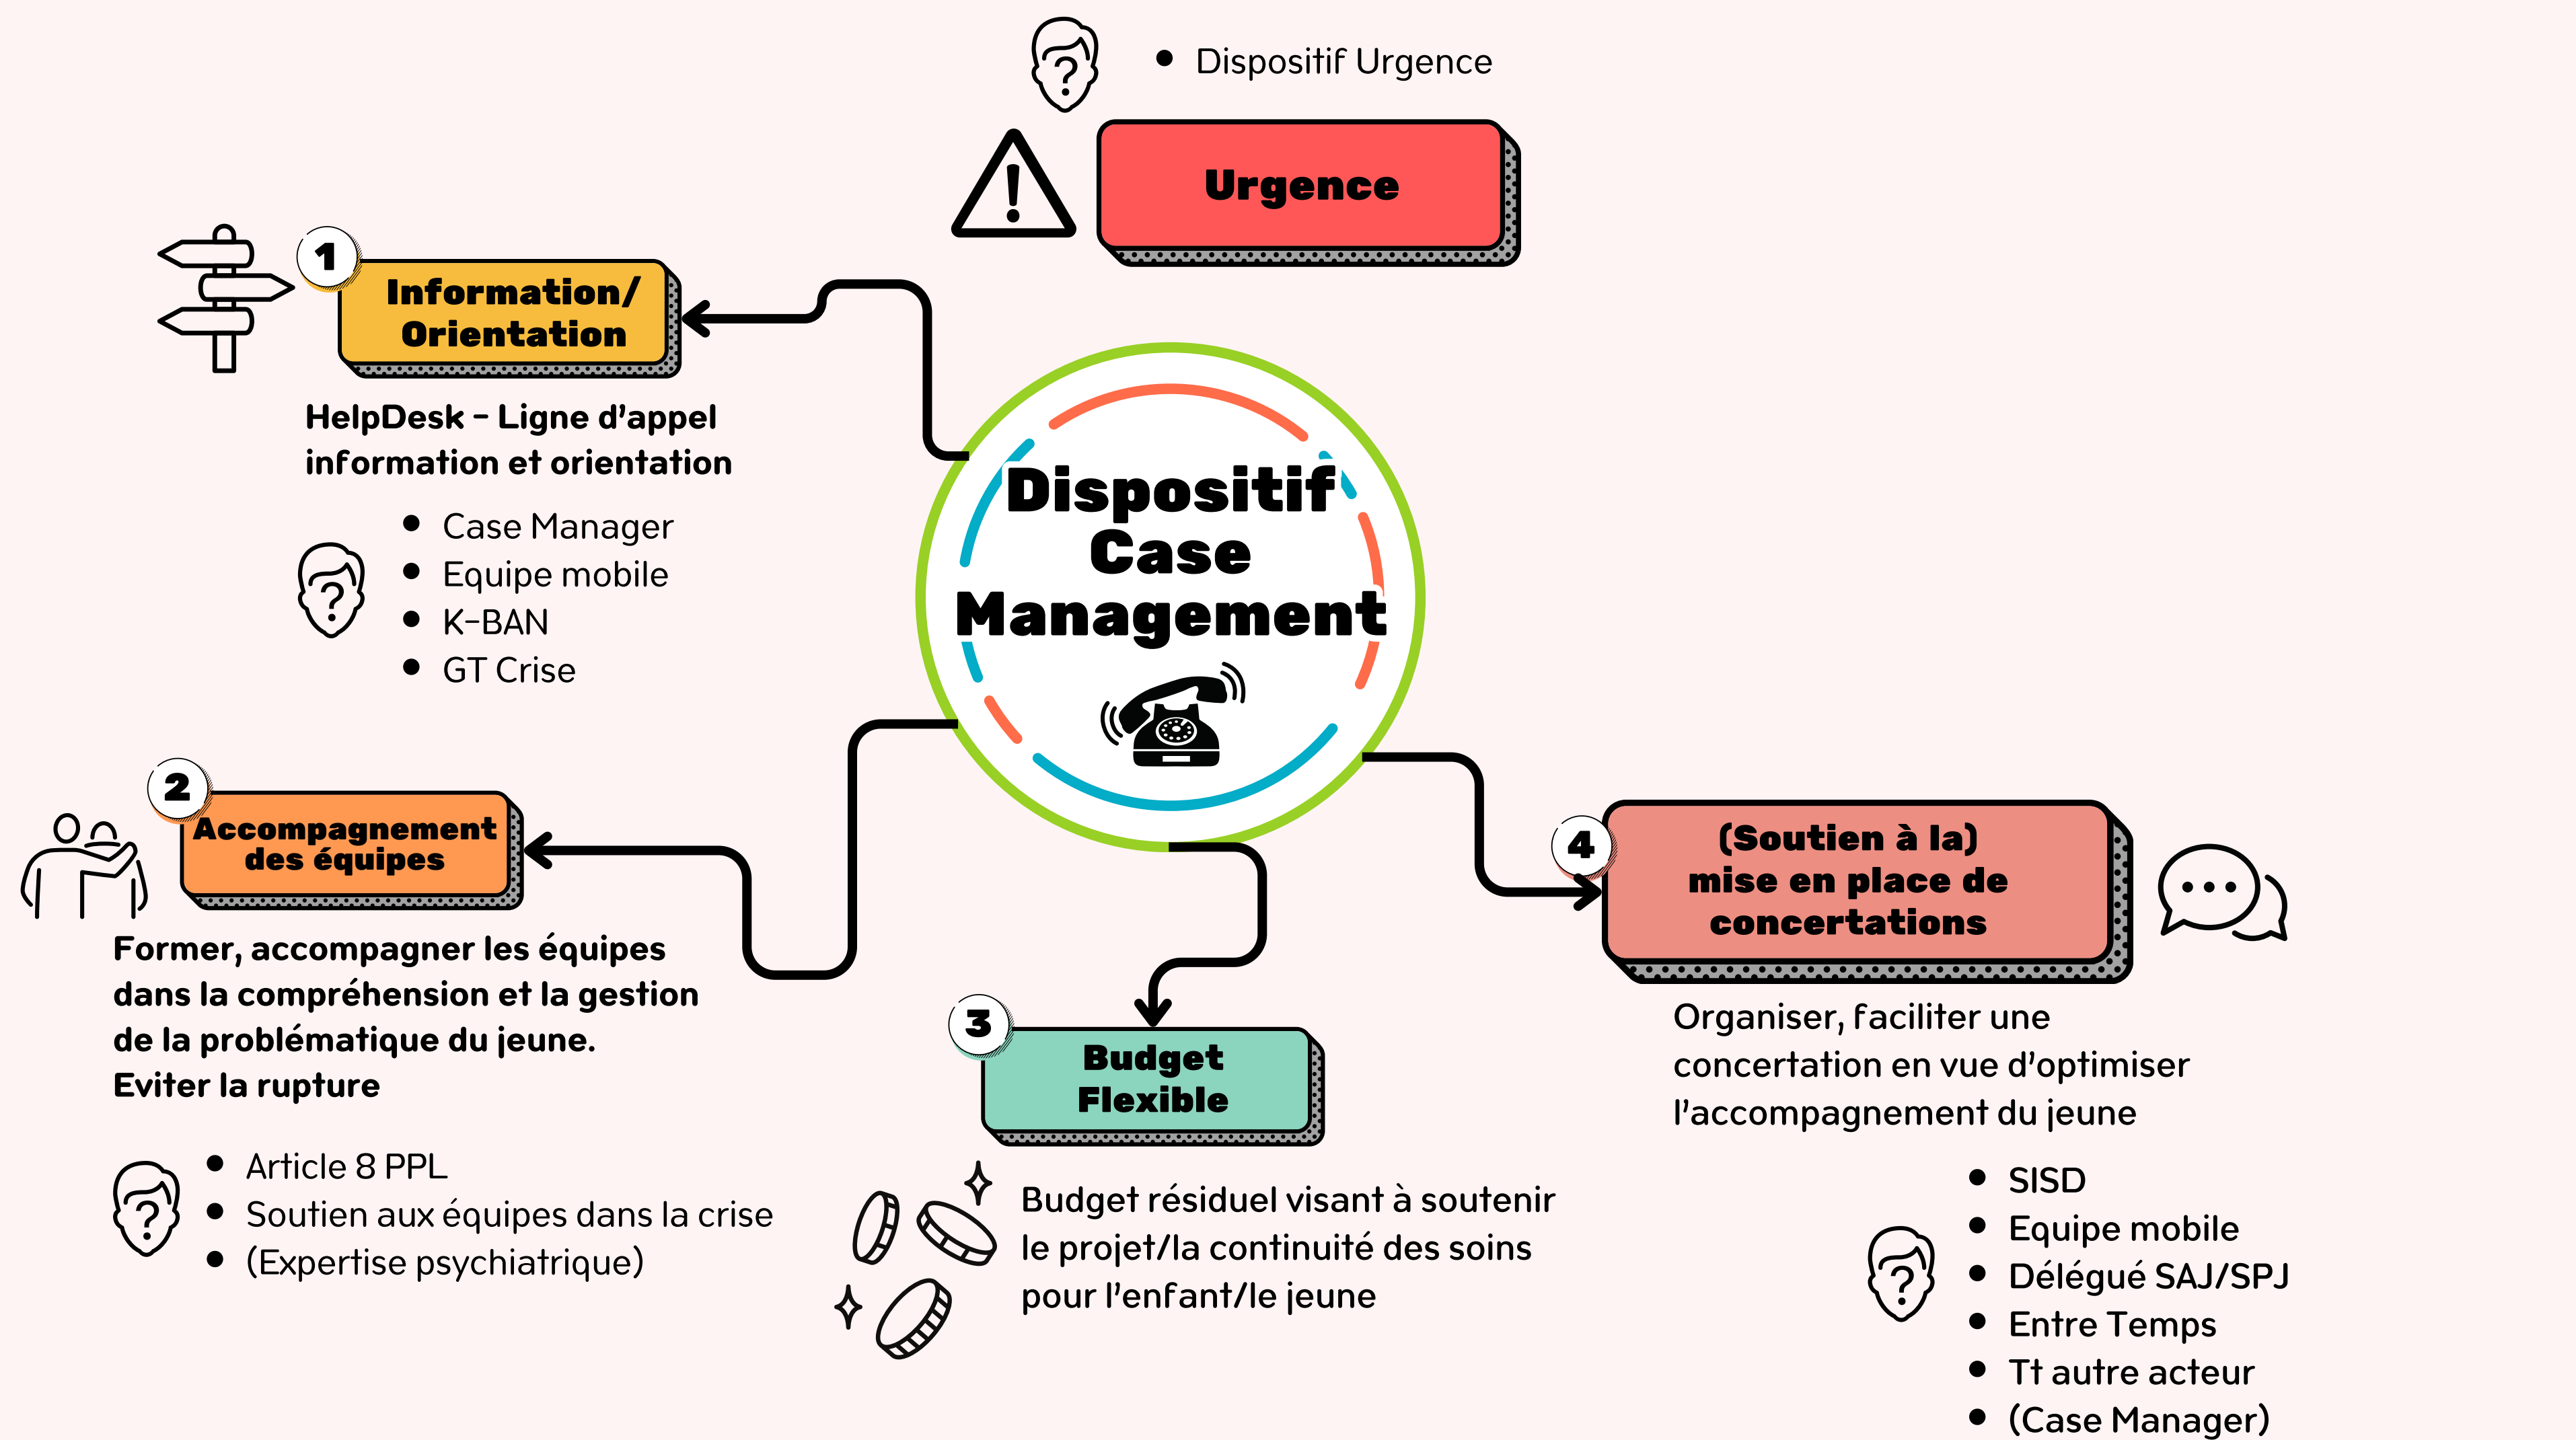 Dispositif Urgence
Urgence
1
Information/
Orientation
HelpDesk - Ligne d'appel
information et orientation
Case Manager
Equipe mobile
K-BAN
GT Crise
Dispositif
Case
Management
2
Accompagnement
des équipes
Former, accompagner les équipes
dans la compréhension et la gestion
de la problématique du jeune.
Eviter la rupture
Article 8 PPL
Soutien aux équipes dans la crise
(Expertise psychiatrique)
3
Budget
Flexible
Budget résiduel visant à soutenir
le projet/la continuité des soins
pour l'enfant/le jeune
4
(Soutien à la)
mise en place de
concertations
Organiser, faciliter une
concertation en vue d'optimiser
l'accompagnement du jeune
SISD
Equipe mobile
Délégué SAJ/SPJ
Entre Temps
Tt autre acteur
(Case Manager)